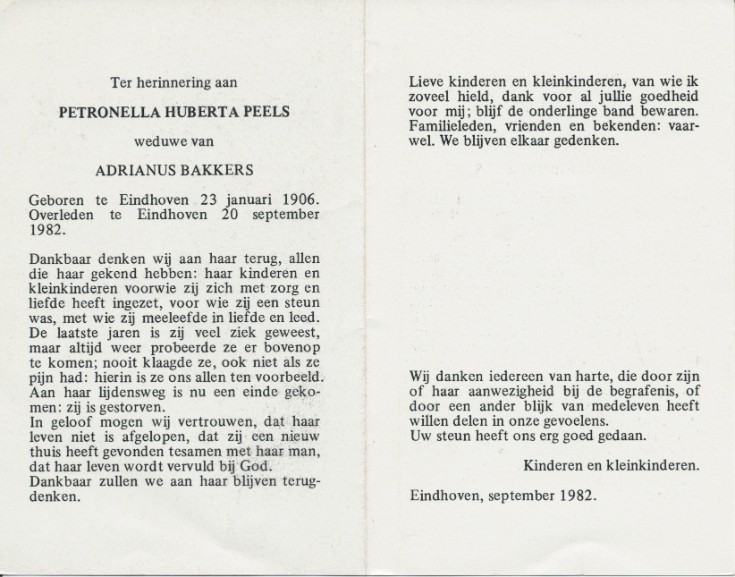 Ter herinnering aan
PETRONELLA HUBERTA PEELS
weduwe van
ADRIANUS BAKKERS
Geboren te Eindhoven 23 januari 1906.
Overleden te Eindhoven 20 september
1982.
Dankbaar denken wij aan haar terug, allen
die haar gekend hebben: haar kinderen en
kleinkinderen voorwie zij zich met zorg en
liefde heeft ingezet, voor wie zij een steun
was, met wie zij meeleefde in liefde en leed.
De laatste jaren is zij veel ziek geweest,
maar altijd weer probeerde ze er bovenop
te komen; nooit klaagde ze, ook niet als ze
pijn had: hierin is ze ons allen ten voorbeeld.
Aan haar lijdensweg is nu een einde geko-
men: zij is gestorven.
In geloof mogen wij vertrouwen, dat haar
leven niet is afgelopen, dat zij een nieuw
thuis heeft gevonden tesamen met haar man,
dat haar leven wordt vervuld bij God.
Dankbaar zullen we aan haar blijven terug-
denken.
Lieve kinderen en kleinkinderen, van wie ik
zoveel hield, dank voor al jullie goedheid
voor mij; blijf de onderlinge band bewaren.
Familieleden, vrienden en bekenden: vaar-
wel. We blijven elkaar gedenken.
Wij danken iedereen van harte, die door zijn
of haar aanwezigheid bij de begrafenis, of
door een ander blijk van medeleven heeft
willen delen in onze gevoelens.
Uw steun heeft ons erg goed gedaan.
Kinderen en kleinkinderen.
Eindhoven, september 1982.